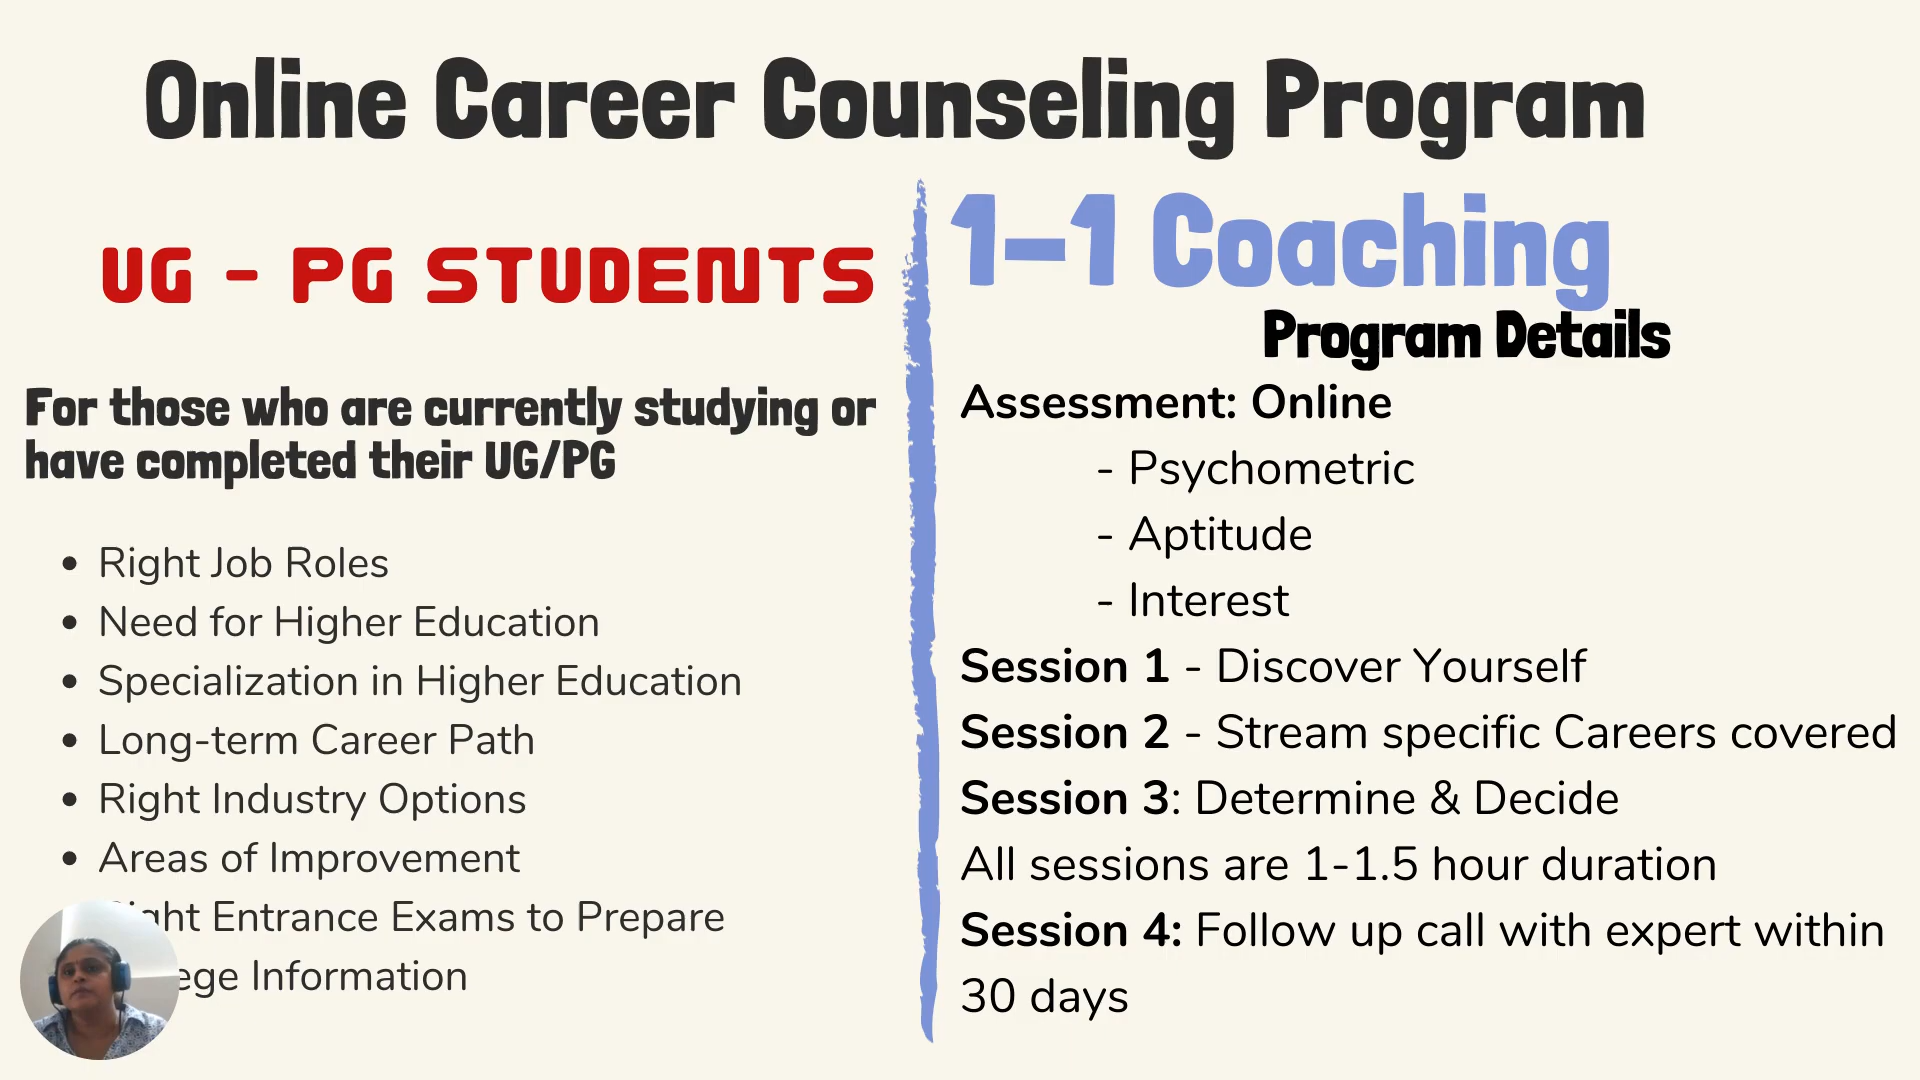 Online Career Counseling Program
UG - PG STUDENTS
For those who are currently studying or
have completed their UG/PG
• Right Job Roles
• Need for Higher Education
• Specialization in Higher Education
• Long-term Career Path
• Right Industry Options
• Areas of Improvement
Entrance Exams to Prepare
Information
1-1 Coaching
Program Details
Assessment: Online
- Psychometric
- Aptitude
- Interest
Session 1 - Discover Yourself
Session 2 - Stream specific Careers covered
Session 3: Determine & Decide
All sessions are 1-1.5 hour duration
Session 4: Follow up call with expert within
30 days